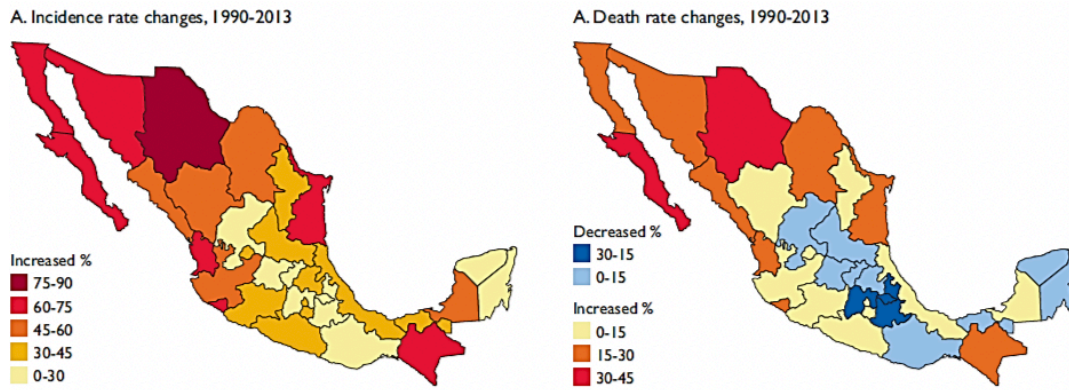 A. Incidence rate changes, 1990-2013
Increased %
75-90
60-75
45-60
30-45
0-30
A. Death rate changes, 1990-2013
Decreased %
30-15
0-15
Increased %
0-15
15-30
30-45